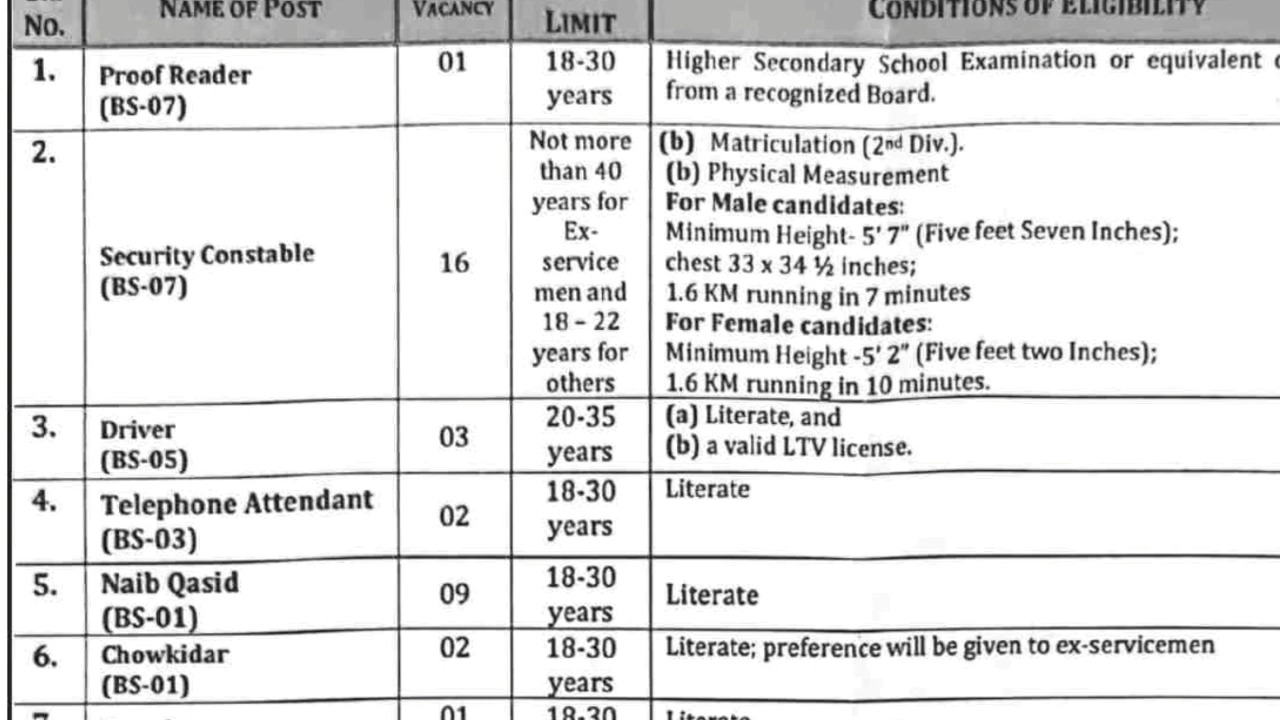 No.
NAME OF POST
VACANCY
LIMIT
CONDITIONS OF ELIGIBILITY
1.
Proof Reader
(BS-07)
01
18-30
years
Higher Secondary School Examination or equivalent
from a recognized Board.
2.
Security Constable
(BS-07)
16
Not more
than 40
years for
Ex-
service
men and
18 – 22
years for
others
(b) Matriculation (2nd Div.).
(b) Physical Measurement
For Male candidates:
Minimum Height- 5' 7" (Five feet Seven Inches);
chest 33 x 34 ½ inches;
1.6 KM running in 7 minutes
For Female candidates:
Minimum Height -5' 2" (Five feet two Inches);
1.6 KM running in 10 minutes.
3.
Driver
(BS-05)
03
20-35
years
(a) Literate, and
(b) a valid LTV license.
4.
Telephone Attendant
(BS-03)
02
18-30
years
Literate
5.
Naib Qasid
(BS-01)
09
18-30
years
Literate
6.
Chowkidar
(BS-01)
02
18-30
years
Literate; preference will be given to ex-servicemen
01
18-30
Literate